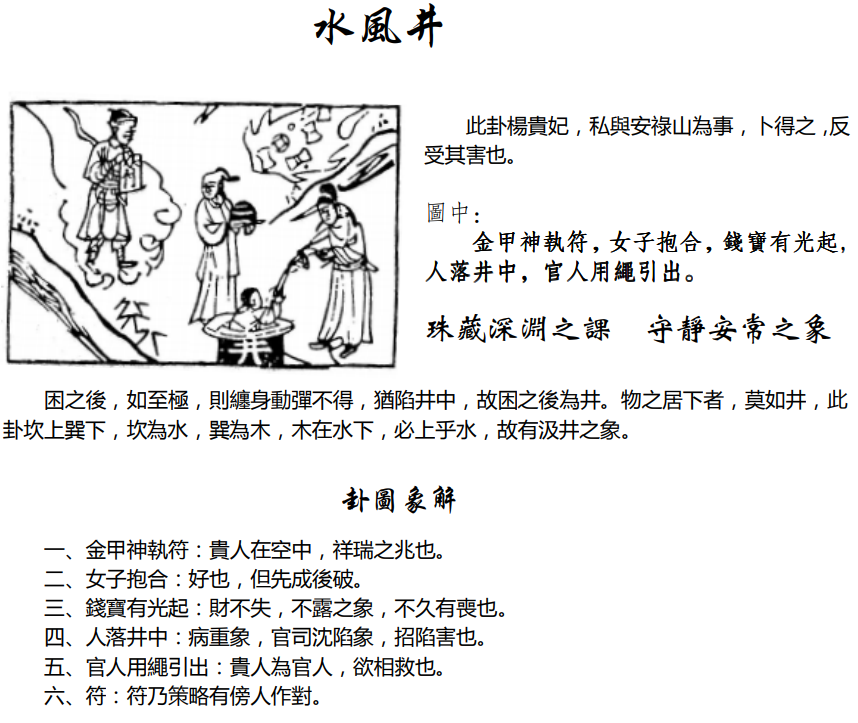 水風井
此卦楊貴妃，私與安祿山為事，卜得之，反
受其害也。
圖中：
金甲神執符，女子抱合，錢寶有光起，
人落井中，官人用繩引出。
珠藏深淵之課　守靜安常之象
困之後，如至極，則纏身動彈不得，猶陷井中，故困之後為井。物之居下者，莫如井，此
卦坎上巽下，坎為水，巽為木，木在水下，必上乎水，故有汲井之象。
卦圖象解
一、金甲神執符：貴人在空中，祥瑞之兆也。
二、女子抱合：好也，但先成後破。
三、錢寶有光起：財不失，不露之象，不久有喪也。
四、人落井中：病重象，官司沈陷象，招陷害也。
五、官人用繩引出：貴人為官人，欲相救也。
六、符：符乃策略有傍人作對。